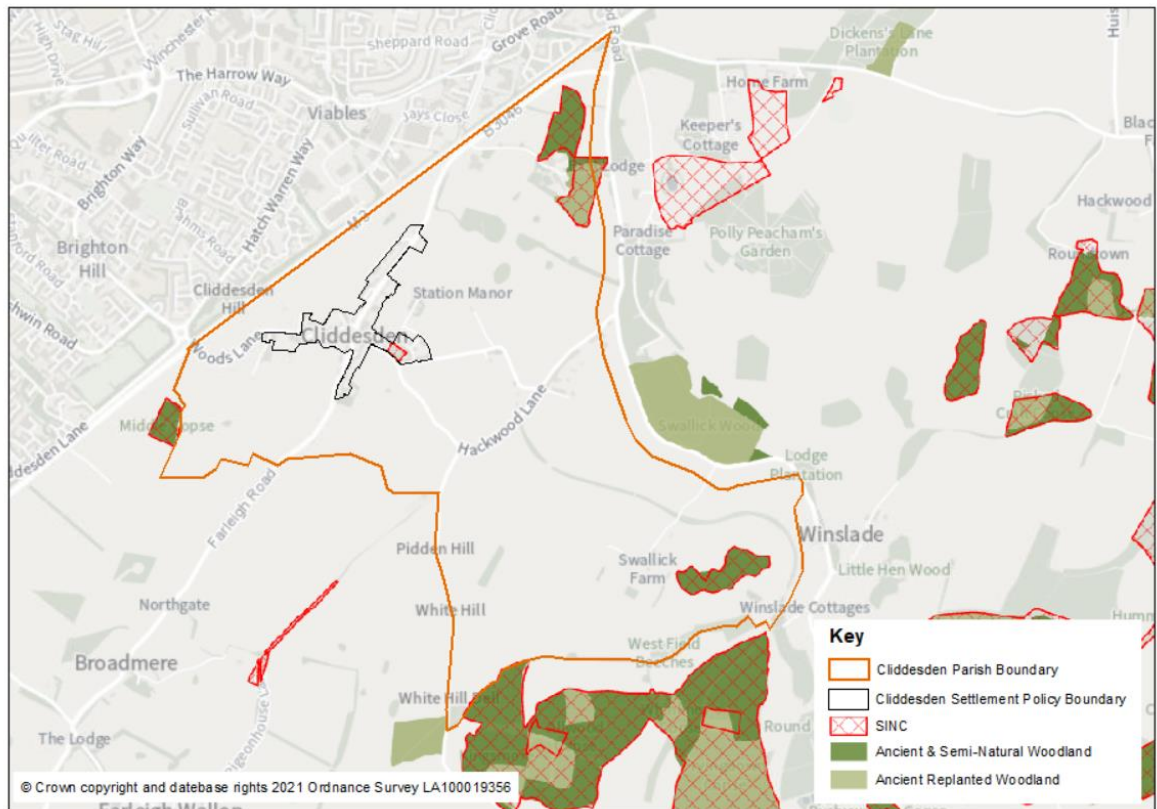 Winchester
Stag Hill
High Drive
Sheppard Road
Grove Road
Dickens's Lane
Plantation
The Harrow Way
Sullivan Road
Viables
Jays Close
B3046
Home Farm
Keeper's
Cottage
Brighton Way
Hatch Warren Way
Lodge
Hackwood
Brighton
Hill
Paradise
Cottage
Polly Peacham's
Garden
Cliddesden
Hill
Station Manor
Woods Lane
Cliddesden
Hackwood Lane
Swallick Wood
Lodge
Plantation
Farleigh Road
Winslade
Pidden Hill
Swallick
Farm
Little Hen Wood
Northgate
White Hill
Winslade Cottages
Broadmere
West Field
Beeches
White Hill Dell
The Lodge
Round
Key
Cliddesden Parish Boundary
Cliddesden Settlement Policy Boundary
SINC
Ancient & Semi-Natural Woodland
Ancient Replanted Woodland
© Crown copyright and datebase rights 2021 Ordnance Survey LA100019356